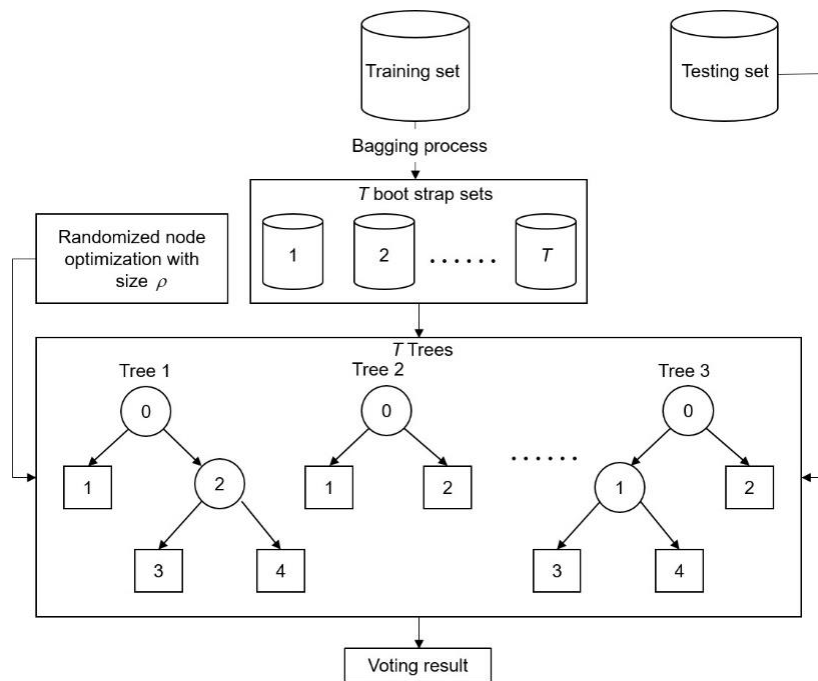 Training set
Testing set
Bagging process
T boot strap sets
1
2
......
T
Randomized node
optimization with
size ρ
T Trees
Tree 1
Tree 2
Tree 3
0
0
0
......
1
2
1
2
1
2
3
4
3
4
Voting result